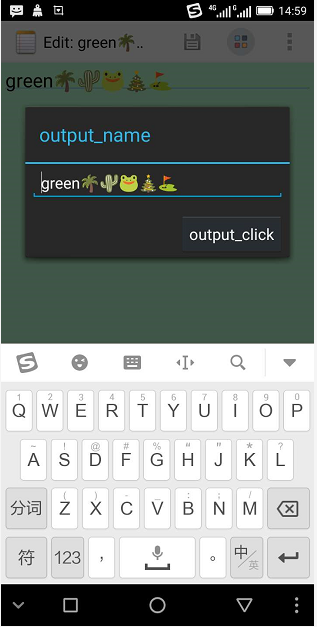 4G G 14:59
Edit: green🌴..
green🌴🌵🐸🎄⛳
output_name
green🌴🌵🐸🎄⛳
output_click
1 2 3 4 5 6 7 8 9 0
Q W E R T Y U I O P
~ ! @ # % " " * ?
A S D F G H J K L
( ) - _ : ; /
分词 Z X C V B N M
符 123 , 。 中/英